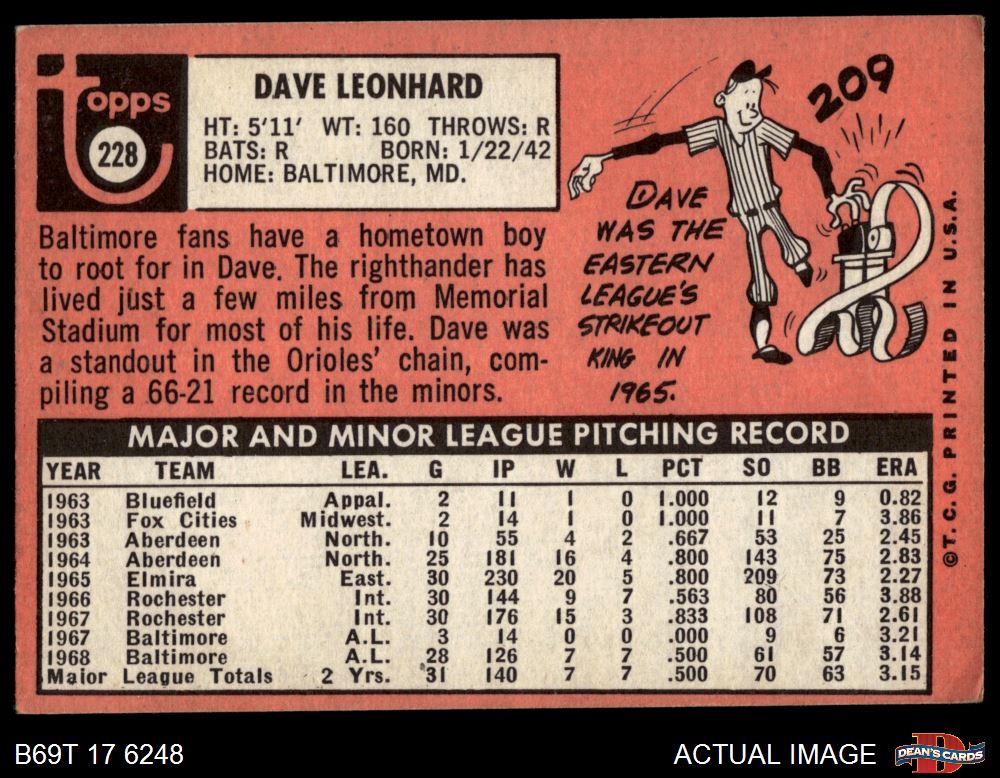 Topps
228
DAVE LEONHARD
HT: 5'11' WT: 160 THROWS: R
BATS: R BORN: 1/22/42
HOME: BALTIMORE, MD.
Baltimore fans have a hometown boy
to root for in Dave. The righthander has
lived just a few miles from Memorial
Stadium for most of his life. Dave was
a standout in the Orioles' chain, com-
piling a 66-21 record in the minors.
209
DAVE
WAS THE
EASTERN
LEAGUE'S
STRIKEOUT
KING IN
1965.
MAJOR AND MINOR LEAGUE PITCHING RECORD
YEAR TEAM LEA. G IP W L PCT SO BB ERA
1963 Bluefield Appal. 2 11 1 0 1.000 12 9 0.82
1963 Fox Cities Midwest. 2 14 1 0 1.000 11 7 3.86
1963 Aberdeen North. 10 55 4 2 .667 53 25 2.45
1964 Aberdeen North. 25 181 16 4 .800 143 75 2.83
1965 Elmira East. 30 230 20 5 .800 209 73 2.27
1966 Rochester Int. 30 144 9 7 .563 80 56 3.88
1967 Rochester Int. 30 176 15 3 .833 108 71 2.61
1967 Baltimore A.L. 3 14 0 0 .000 9 6 3.21
1968 Baltimore A.L. 28 126 7 7 .500 61 57 3.14
Major League Totals 2 Yrs. 31 140 7 7 .500 70 63 3.15
©T. C. G. PRINTED IN U.S.A.
B69T 17 6248
ACTUAL IMAGE
DEAN'S CARDS